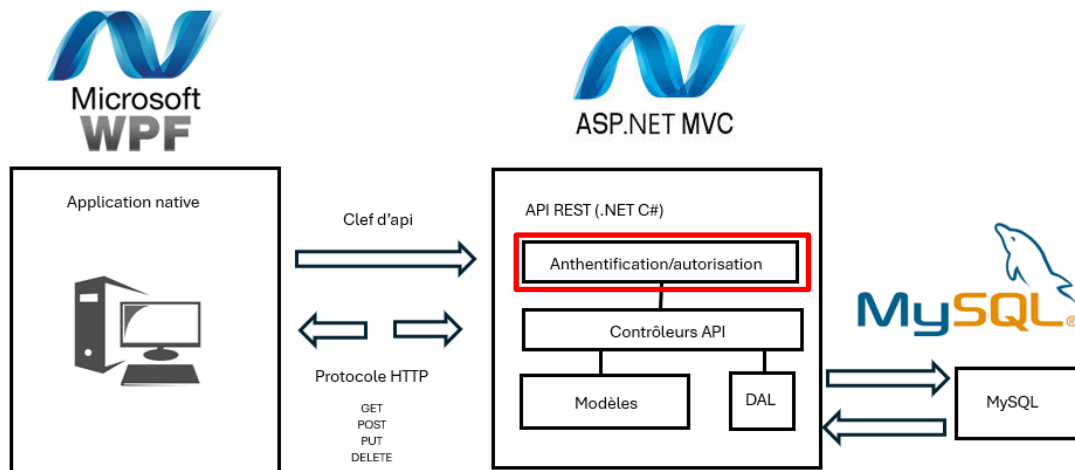 Microsoft
WPF
ASP.NET MVC
Application native
Clef d'api
Protocole HTTP
GET
POST
PUT
DELETE
API REST (.NET C#)
Anthentification/autorisation
Contrôleurs API
Modèles
DAL
MySQL®
MySQL